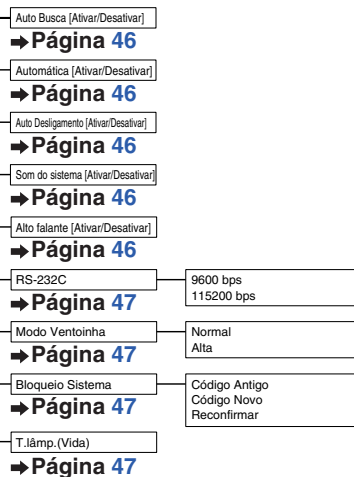 Auto Busca [Ativar/Desativar]
➡Página 46
Automática [Ativar/Desativar]
➡Página 46
Auto Desligamento [Ativar/Desativar]
➡Página 46
Som do sistema [Ativar/Desativar]
➡Página 46
Alto falante [Ativar/Desativar]
➡Página 46
RS-232C
9600 bps
115200 bps
➡Página 47
Modo Ventoinha
Normal
Alta
➡Página 47
Bloqueio Sistema
Código Antigo
Código Novo
Reconfirmar
➡Página 47
T.lâmp.(Vida)
➡Página 47